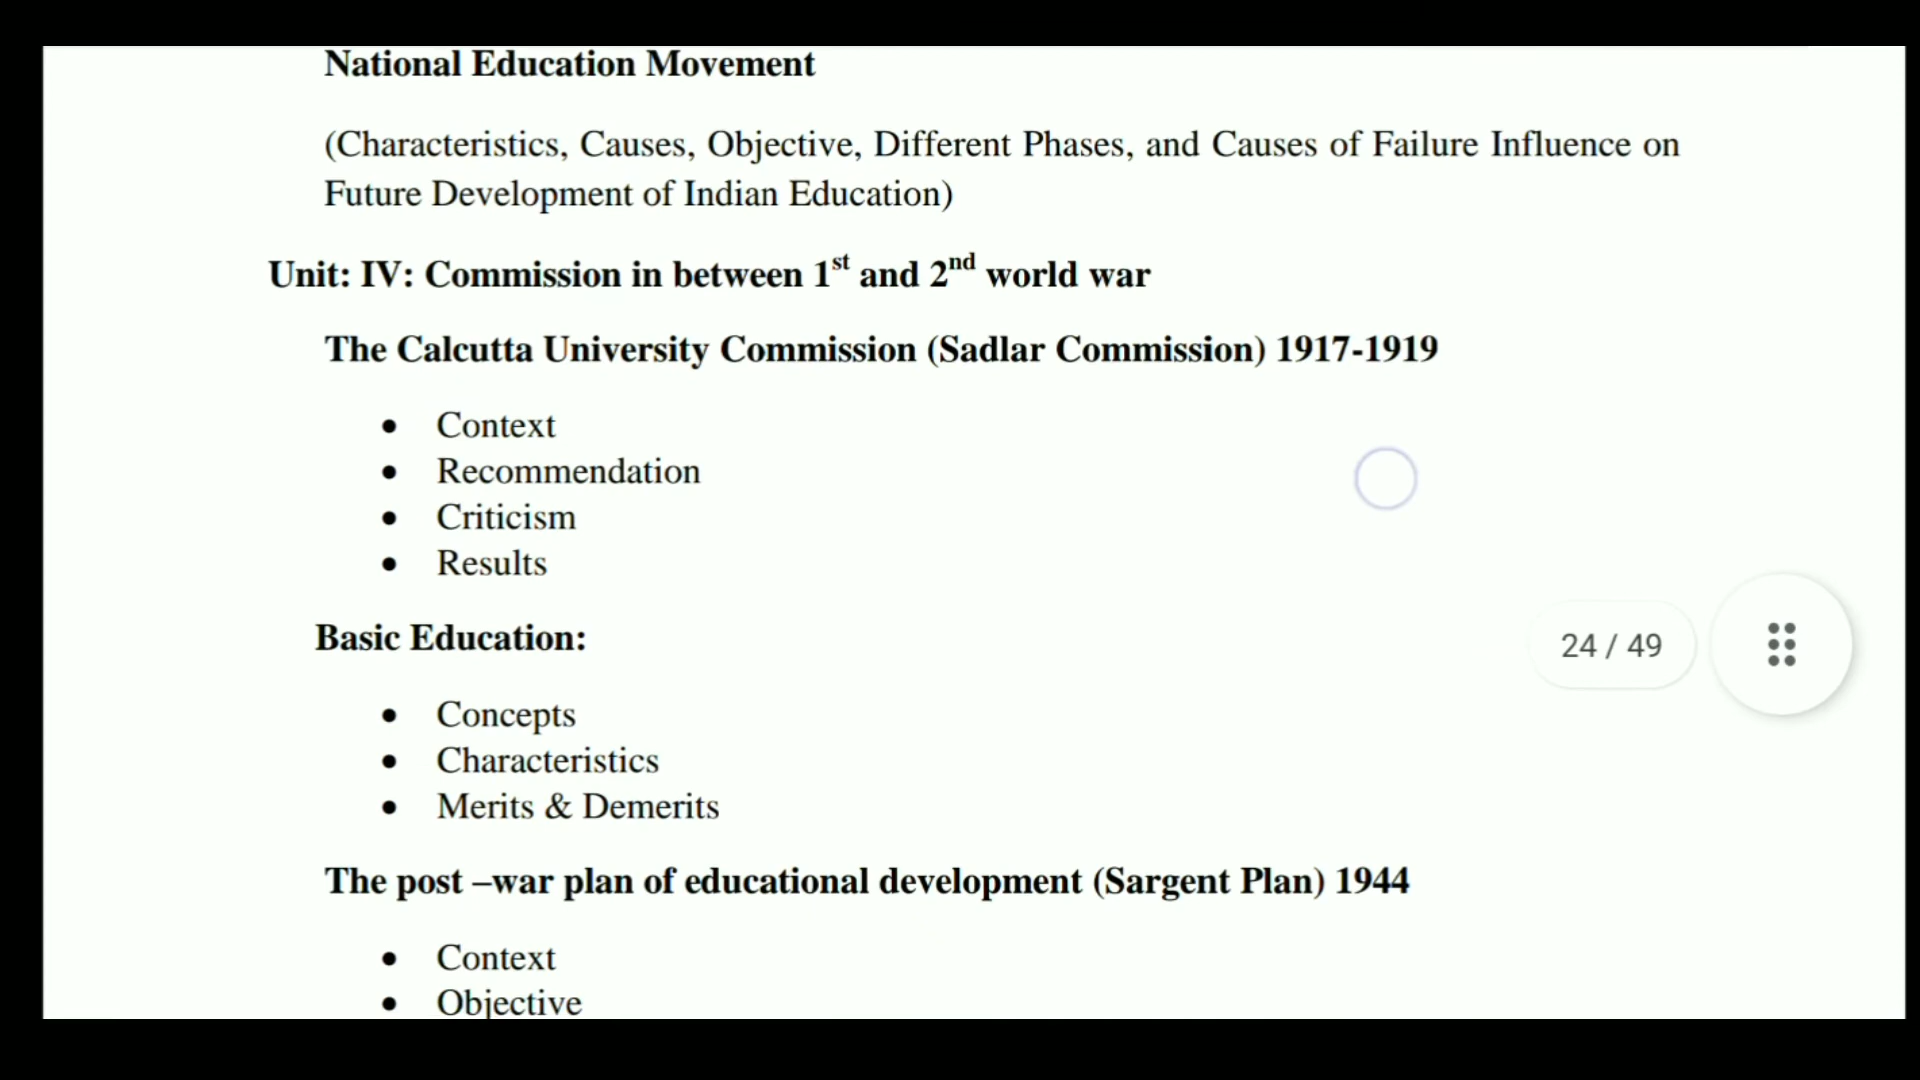 National Education Movement
(Characteristics, Causes, Objective, Different Phases, and Causes of Failure Influence on
Future Development of Indian Education)
Unit: IV: Commission in between 1st and 2nd world war
The Calcutta University Commission (Sadlar Commission) 1917-1919
• Context
• Recommendation
• Criticism
• Results
Basic Education:
• Concepts
• Characteristics
• Merits & Demerits
The post –war plan of educational development (Sargent Plan) 1944
• Context
• Objective
24 / 49